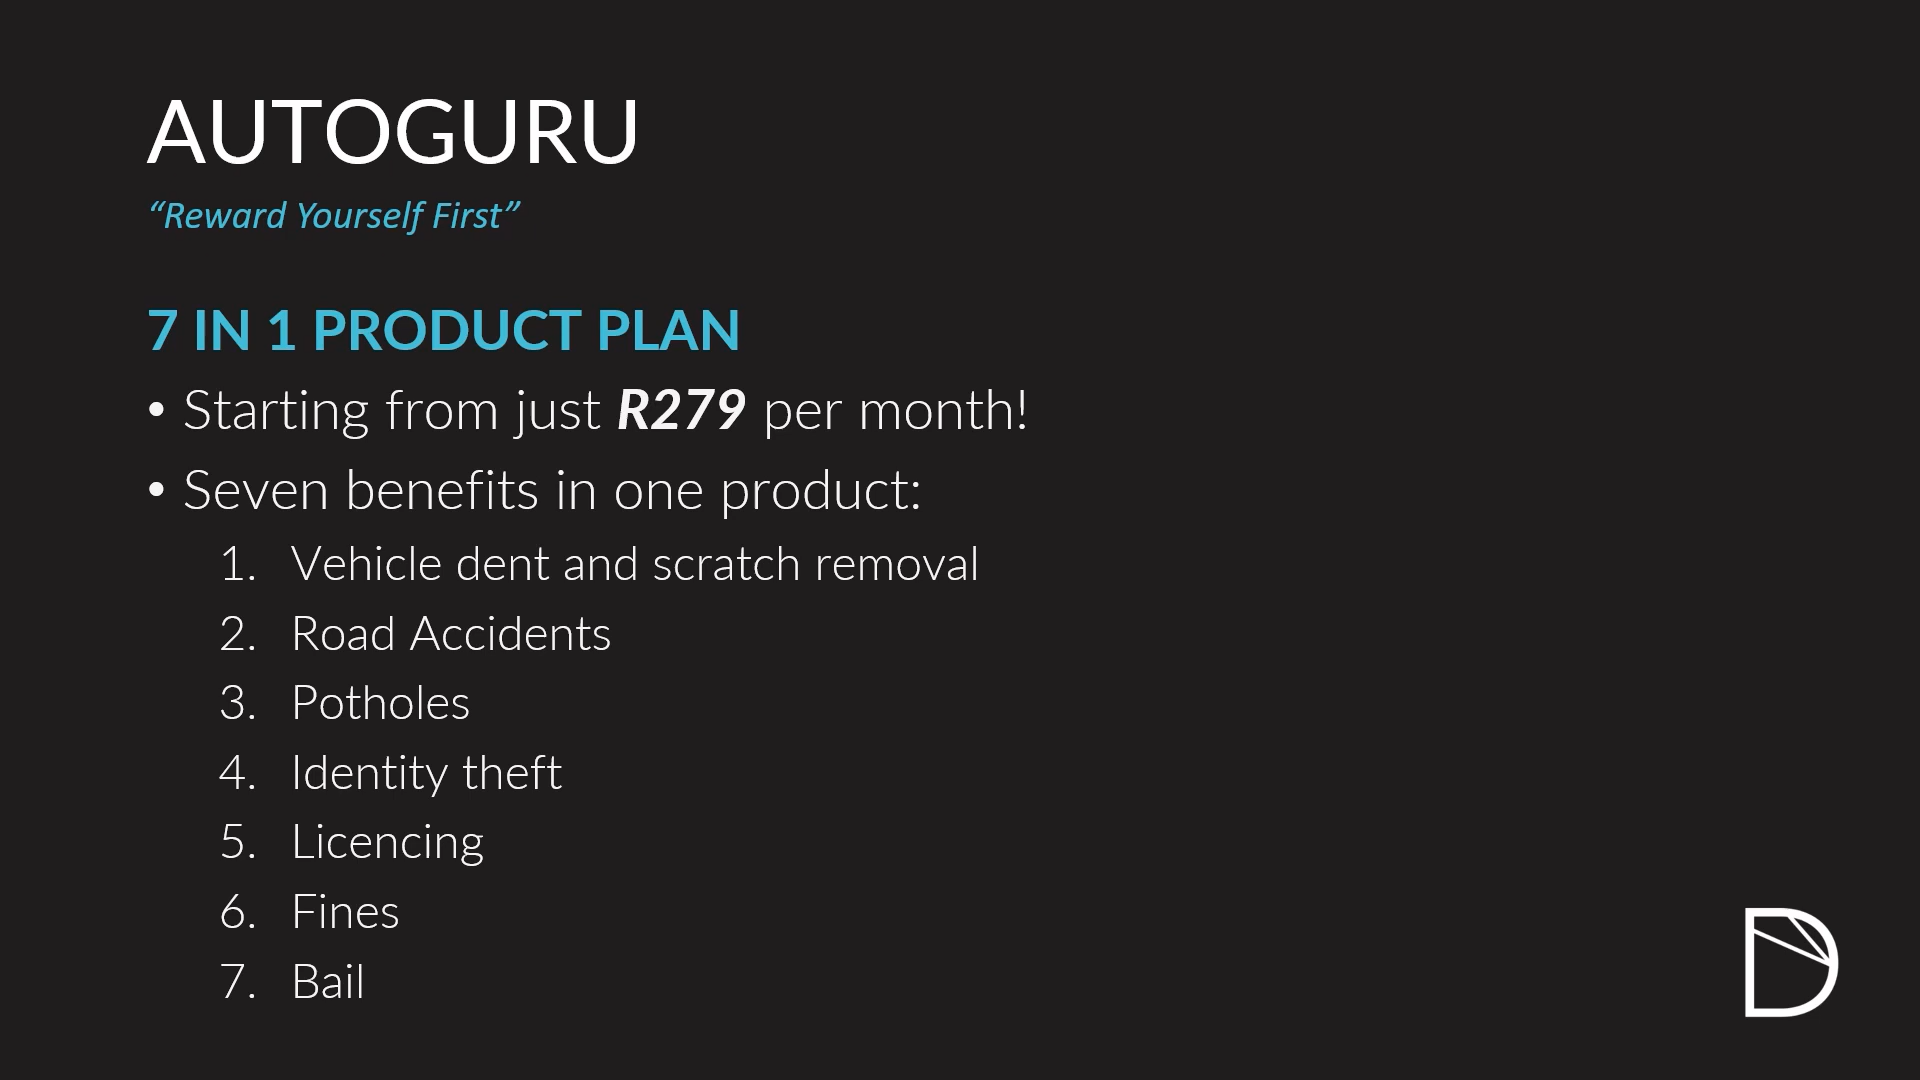 AUTOGURU
“Reward Yourself First”
7 IN 1 PRODUCT PLAN
• Starting from just R279 per month!
• Seven benefits in one product:
1. Vehicle dent and scratch removal
2. Road Accidents
3. Potholes
4. Identity theft
5. Licencing
6. Fines
7. Bail